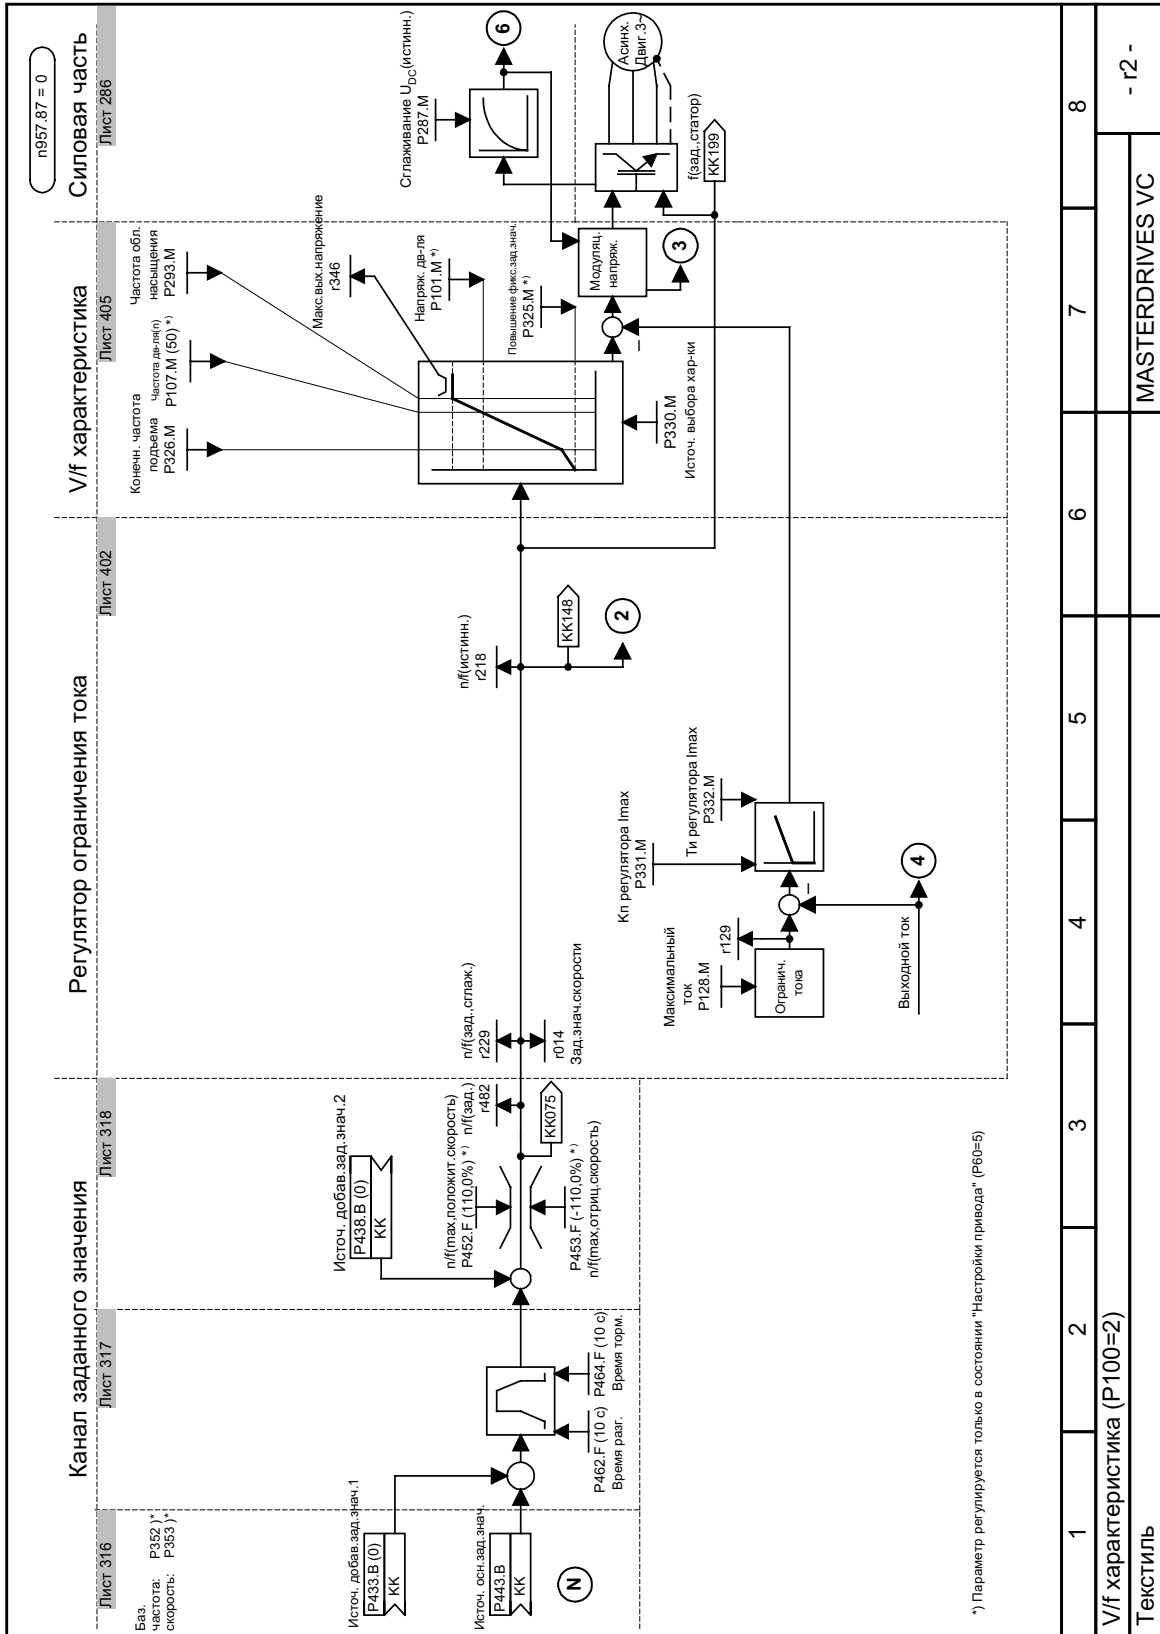 n957.87 = 0
Канал заданного значения
Регулятор ограничения тока
V/f характеристика
Силовая часть
Лист 316
Лист 317
Лист 318
Лист 402
Лист 405
Лист 286
Баз.
частота: P352 )*
скорость: P353 )*
Источ. добав.зад.знач.1
P433.B (0)
KK
Источ. осн.зад.знач.
P443.B
KK
N
P462.F (10 с)
Время разг.
P464.F (10 с)
Время торм.
Источ. добав.зад.знач.2
P438.B (0)
KK
n/f(max,положит.скорость)
P452.F (110,0%) *)
P453.F (-110,0%) *)
n/f(max,отриц.скорость)
n/f(зад.)
r482
KK075
n/f(зад.,сглаж.)
r229
r014
Зад.знач.скорости
n/f(истинн.)
r218
KK148
2
Максимальный
ток
P128.M
r129
Огранич.
тока
Выходной ток
4
Кп регулятора Imax
P331.M
Tи регулятора Imax
P332.M
Конечн. частота
подъема
P326.M
Частота дв-ля(n)
P107.M (50) *)
Частота обл.
насыщения
P293.M
Макс.вых.напряжение
r346
Напряж. дв-ля
P101.M *)
Повышение фикс.зад.знач.
P325.M *)
P330.M
Источ. выбора хар-ки
Модуляц.
напряж.
3
Сглаживание UDC(истинн.)
P287.M
6
Асинх.
Двиг.3~
f(зад.,статор)
KK199
*) Параметр регулируется только в состоянии "Настройки привода" (P60=5)
1 2 3 4 5 6 7 8
V/f характеристика (P100=2)
Текстиль
MASTERDRIVES VC
- r2 -